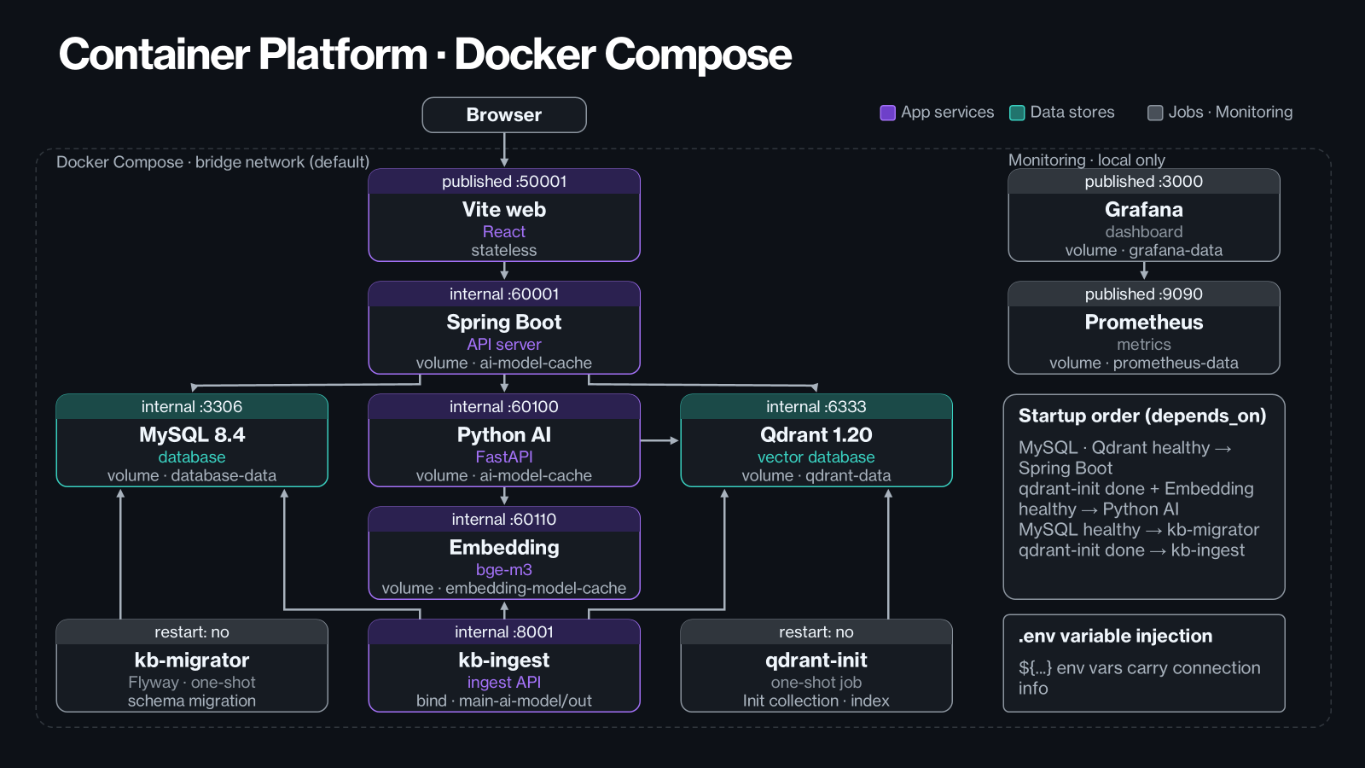 Container Platform · Docker Compose
Browser
App services
Data stores
Jobs · Monitoring
Docker Compose · bridge network (default)
Monitoring · local only
published :50001
Vite web
React
stateless
published :3000
Grafana
dashboard
volume · grafana-data
internal :60001
Spring Boot
API server
volume · ai-model-cache
published :9090
Prometheus
metrics
volume · prometheus-data
internal :3306
MySQL 8.4
database
volume · database-data
internal :60100
Python AI
FastAPI
volume · ai-model-cache
internal :6333
Qdrant 1.20
vector database
volume · qdrant-data
Startup order (depends_on)
MySQL · Qdrant healthy →
Spring Boot
qdrant-init done + Embedding
healthy → Python AI
MySQL healthy → kb-migrator
qdrant-init done → kb-ingest
internal :60110
Embedding
bge-m3
volume · embedding-model-cache
restart: no
kb-migrator
Flyway · one-shot
schema migration
internal :8001
kb-ingest
ingest API
bind · main-ai-model/out
restart: no
qdrant-init
one-shot job
Init collection · index
.env variable injection
${...} env vars carry connection
info